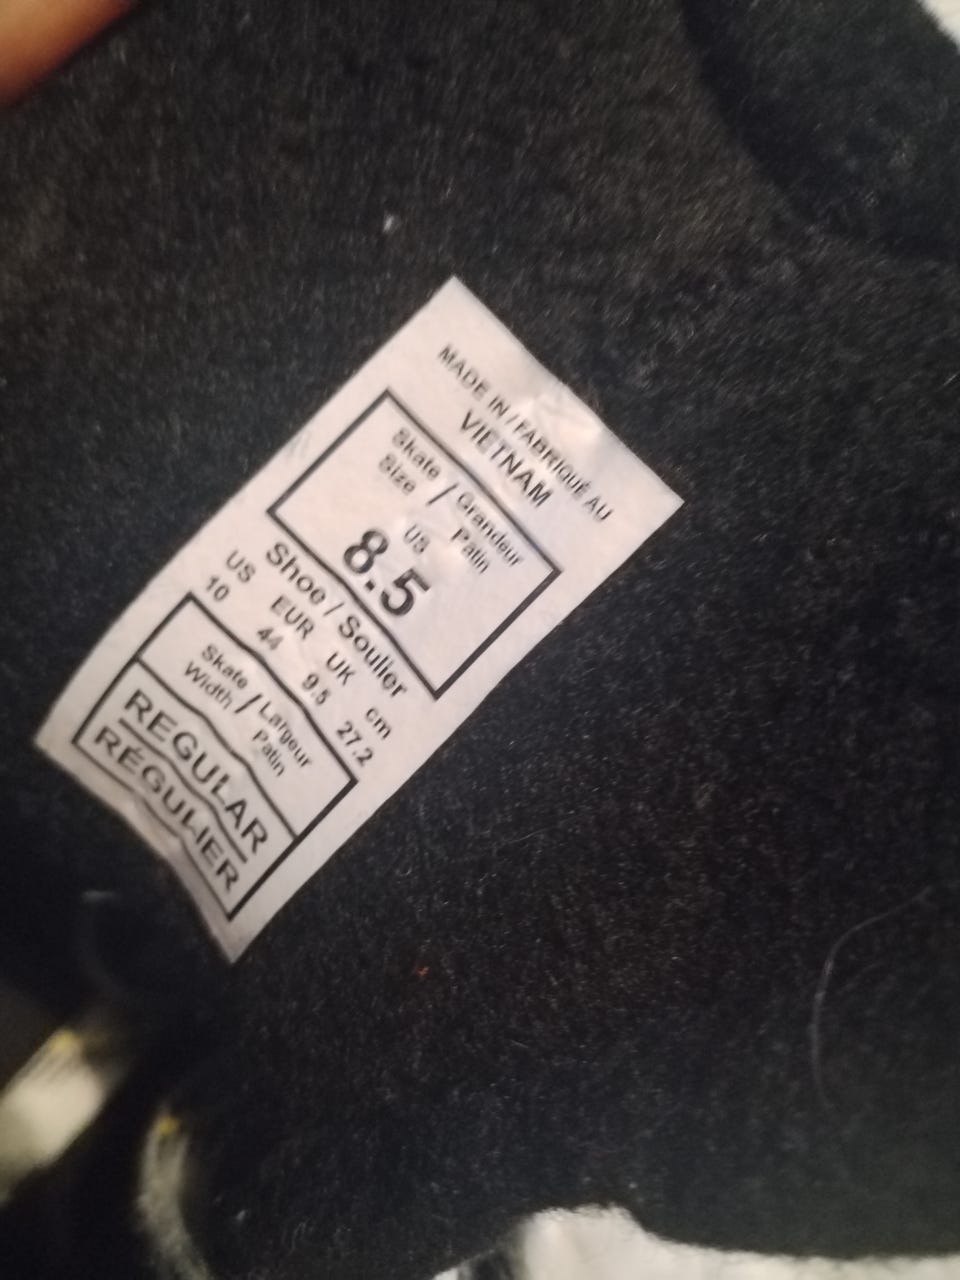 MADE IN / FABRIQUÉ AU
VIETNAM
Skate Size / Grandeur Patin
US
8.5
Shoe / Soulier
US EUR UK cm
10 44 9.5 27.2
Skate Width / Largeur Patin
REGULAR
RÉGULIER